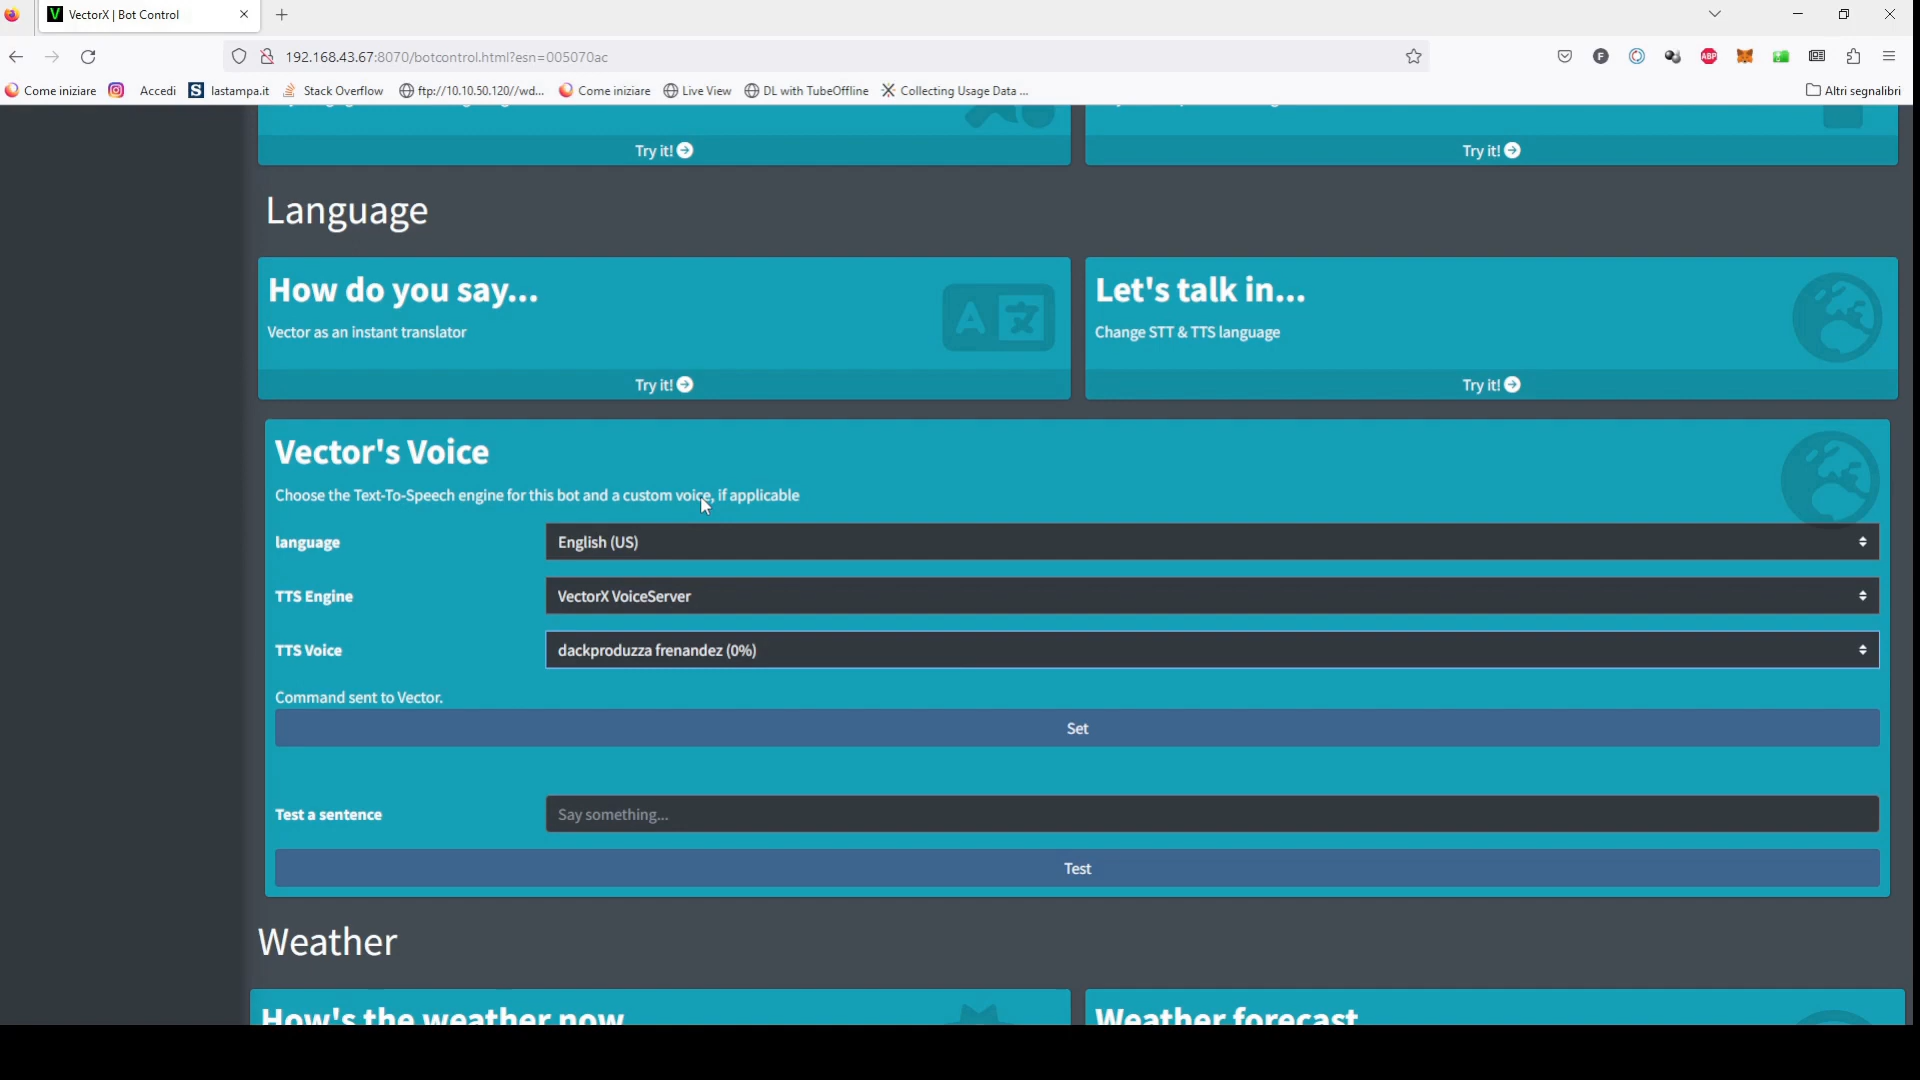 VectorX | Bot Control
192.168.43.67:8070/botcontrol.html?esn=005070ac
Come iniziare
Accedi
lastampa.it
Stack Overflow
ftp://10.10.50.120//wd...
Come iniziare
Live View
DL with TubeOffline
Collecting Usage Data ...
Altri segnalibri
Try it!
Try it!
Language
How do you say...
Vector as an instant translator
Try it!
Let's talk in...
Change STT & TTS language
Try it!
Vector's Voice
Choose the Text-To-Speech engine for this bot and a custom voice, if applicable
language
English (US)
TTS Engine
VectorX VoiceServer
TTS Voice
dackproduzza frenandez (0%)
Command sent to Vector.
Set
Test a sentence
Say something...
Test
Weather
How's the weather now
Weather forecast